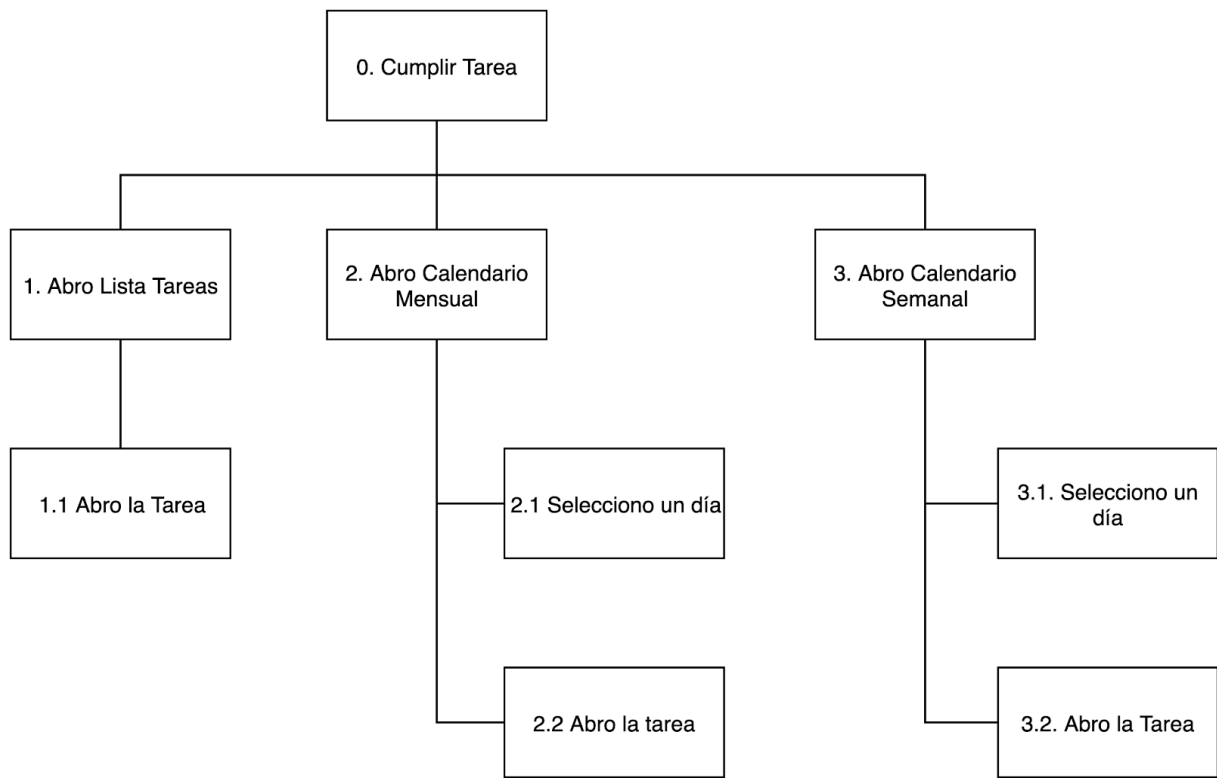 0. Cumplir Tarea
1. Abro Lista Tareas
2. Abro Calendario
Mensual
3. Abro Calendario
Semanal
1.1 Abro la Tarea
2.1 Selecciono un día
3.1. Selecciono un
día
2.2 Abro la tarea
3.2. Abro la Tarea